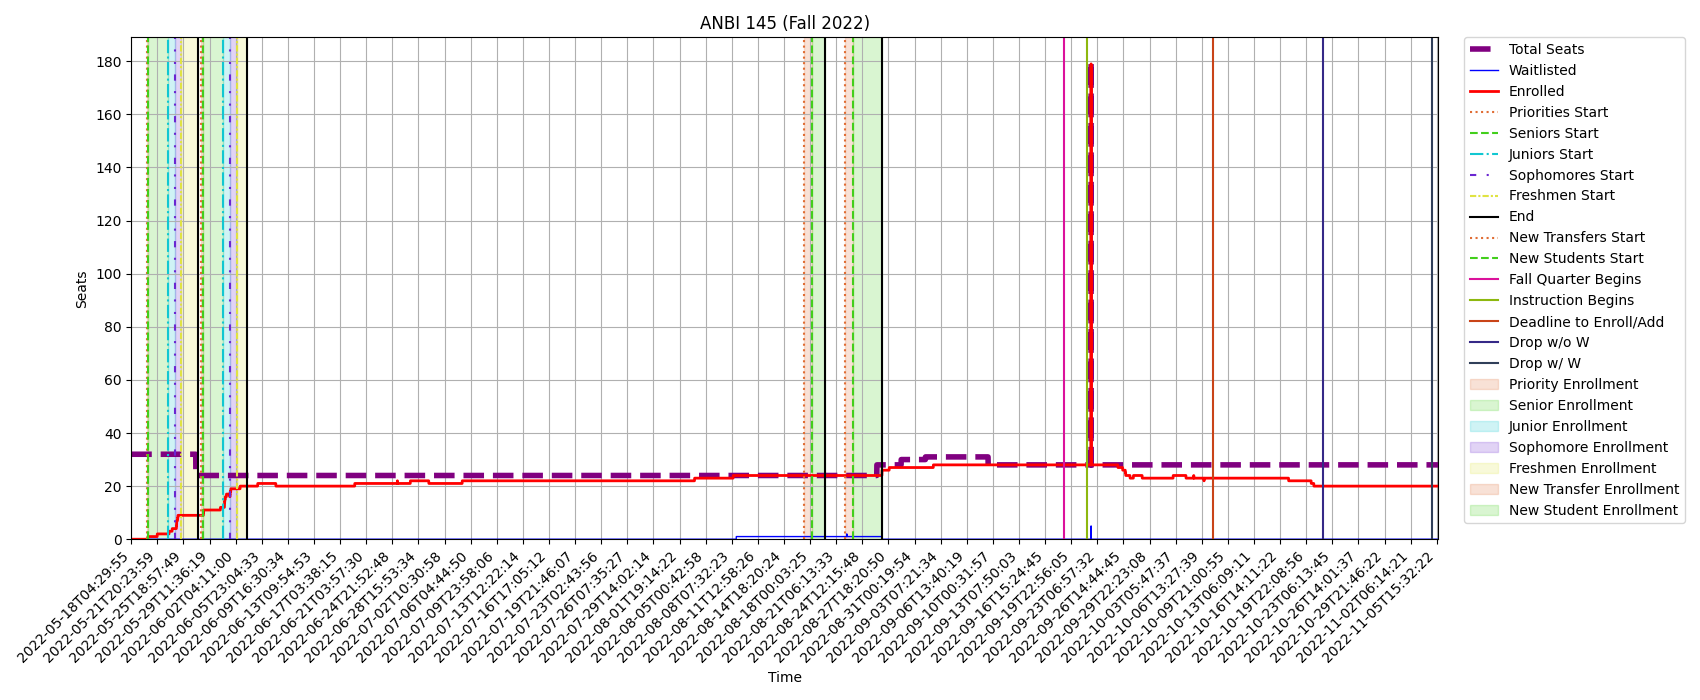 ANBI 145 (Fall 2022)
Seats
180
160
140
120
100
80
60
40
20
0
2022-05-18T04:29:55
2022-05-21T20:23:59
2022-05-25T18:57:49
2022-05-29T11:36:19
2022-06-02T04:11:00
2022-06-05T23:04:33
2022-06-09T16:30:34
2022-06-13T09:54:53
2022-06-17T03:38:15
2022-06-21T03:57:30
2022-06-24T21:52:48
2022-06-28T15:53:34
2022-07-02T10:30:58
2022-07-06T04:44:50
2022-07-09T23:58:06
2022-07-13T12:22:14
2022-07-16T17:05:12
2022-07-19T21:46:07
2022-07-23T02:43:56
2022-07-26T07:35:27
2022-07-29T14:02:14
2022-08-01T19:14:22
2022-08-05T00:42:58
2022-08-08T07:32:23
2022-08-11T12:58:26
2022-08-14T18:20:24
2022-08-18T00:03:25
2022-08-21T06:13:33
2022-08-24T12:15:48
2022-08-27T18:20:50
2022-08-31T00:19:54
2022-09-03T07:21:34
2022-09-06T13:40:19
2022-09-10T00:31:57
2022-09-13T07:50:03
2022-09-16T15:24:45
2022-09-19T22:56:05
2022-09-23T06:57:32
2022-09-26T14:44:45
2022-09-29T22:23:08
2022-10-03T05:47:37
2022-10-06T13:27:39
2022-10-09T21:00:55
2022-10-13T06:09:11
2022-10-16T14:11:22
2022-10-19T22:08:56
2022-10-23T06:13:45
2022-10-26T14:01:37
2022-10-29T21:46:22
2022-11-02T06:14:21
2022-11-05T15:32:22
Time
Total Seats
Waitlisted
Enrolled
Priorities Start
Seniors Start
Juniors Start
Sophomores Start
Freshmen Start
End
New Transfers Start
New Students Start
Fall Quarter Begins
Instruction Begins
Deadline to Enroll/Add
Drop w/o W
Drop w/ W
Priority Enrollment
Senior Enrollment
Junior Enrollment
Sophomore Enrollment
Freshmen Enrollment
New Transfer Enrollment
New Student Enrollment